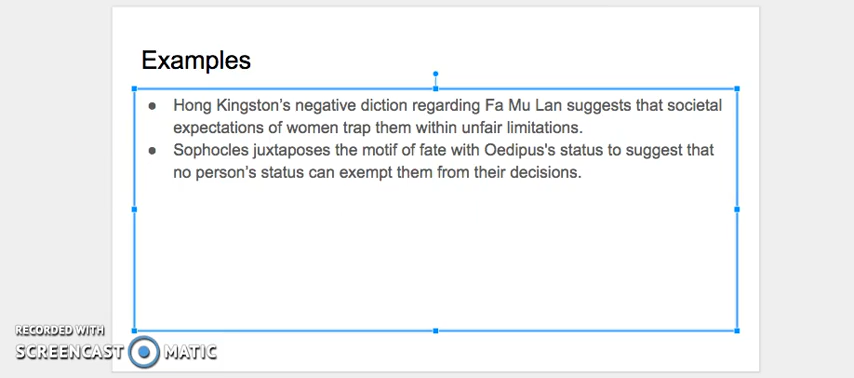 Examples
● Hong Kingston's negative diction regarding Fa Mu Lan suggests that societal
expectations of women trap them within unfair limitations.
● Sophocles juxtaposes the motif of fate with Oedipus's status to suggest that
no person's status can exempt them from their decisions.
RECORDED WITH
SCREENCAST MATIC